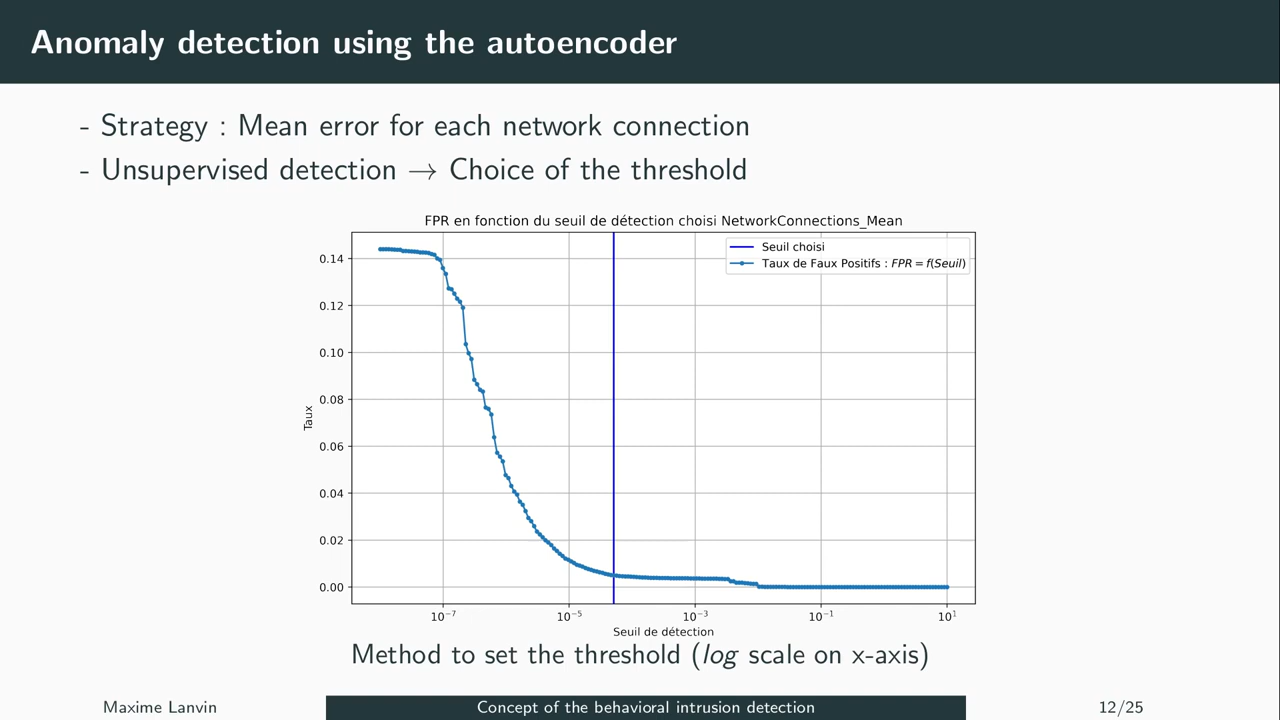 Anomaly detection using the autoencoder
- Strategy : Mean error for each network connection
- Unsupervised detection → Choice of the threshold
FPR en fonction du seuil de détection choisi NetworkConnections_Mean
Seuil choisi
Taux de Faux Positifs : FPR = f(Seuil)
0.14
0.12
0.10
0.08
0.06
0.04
0.02
0.00
Taux
10⁻⁷ 10⁻⁵ 10⁻³ 10⁻¹ 10¹
Seuil de détection
Method to set the threshold (log scale on x-axis)
Maxime Lanvin Concept of the behavioral intrusion detection 12/25